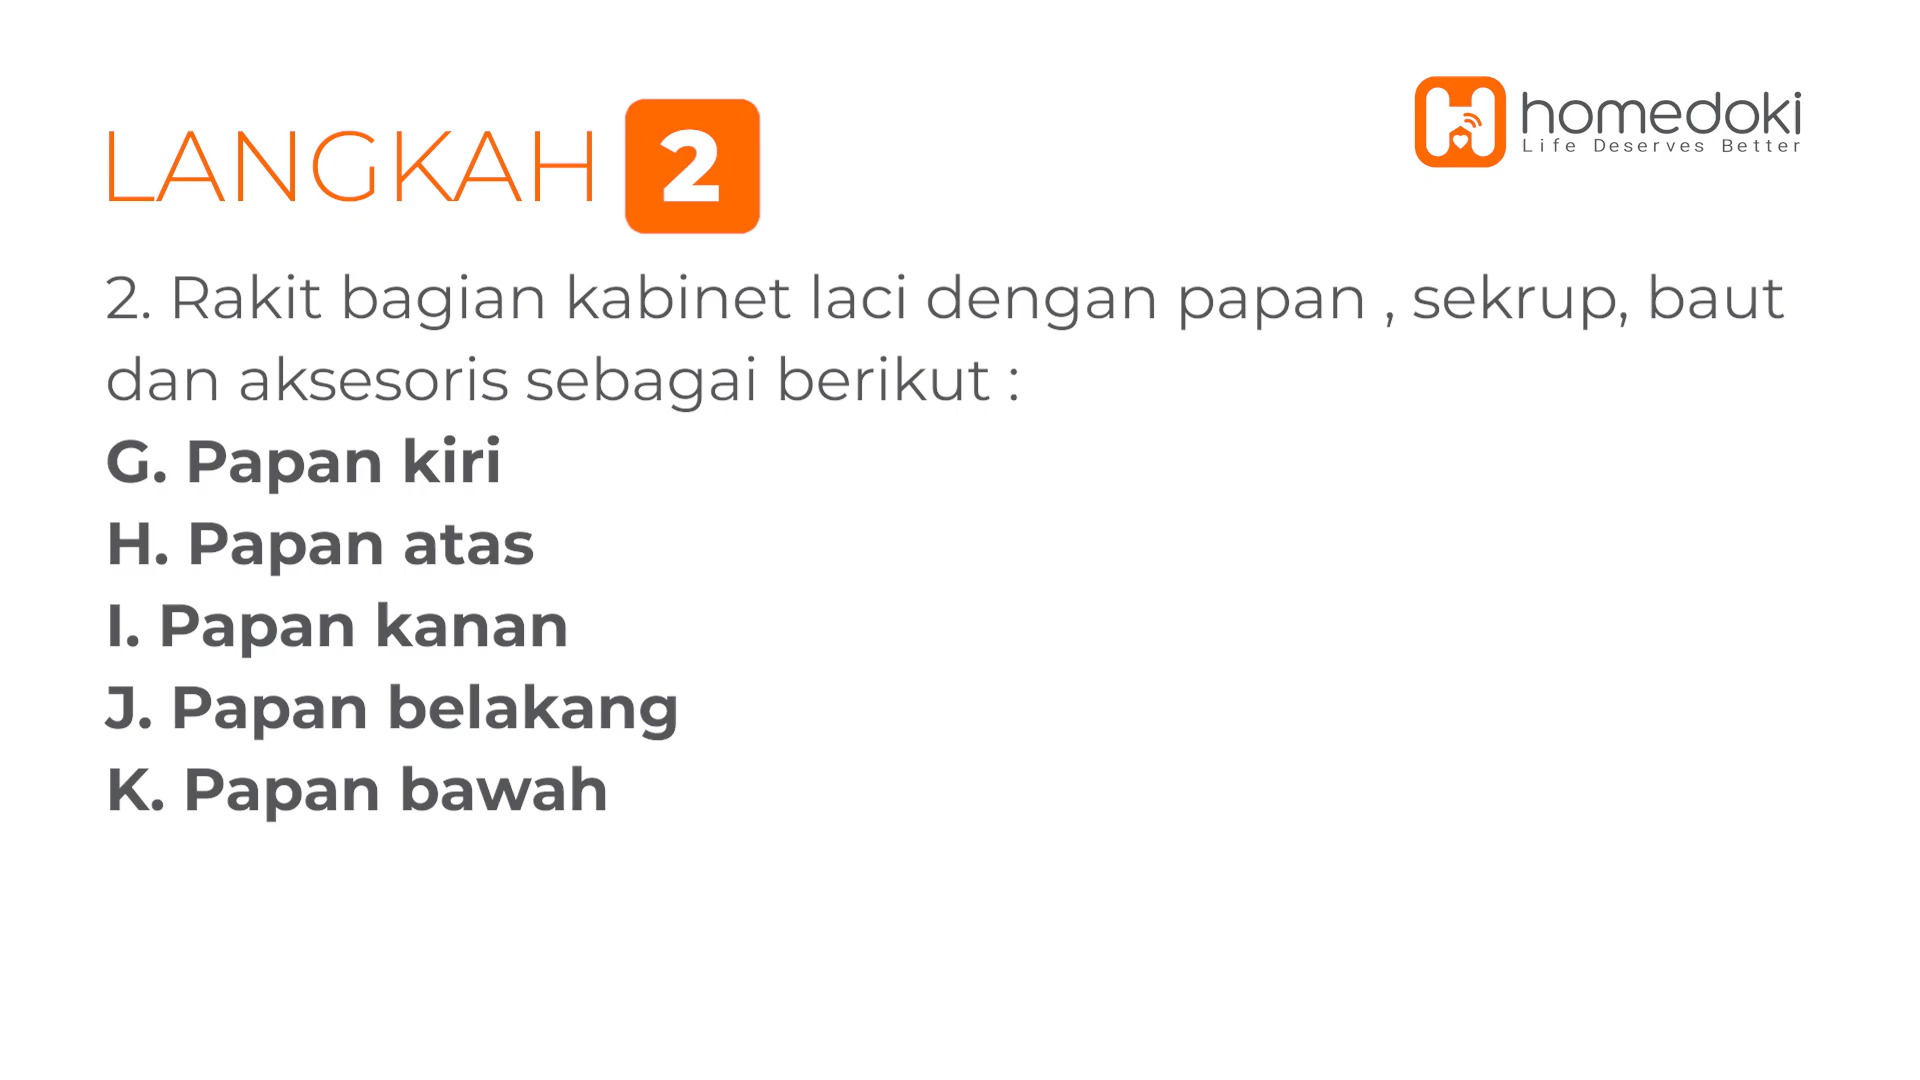 LANGKAH 2
homedoki
Life Deserves Better
2. Rakit bagian kabinet laci dengan papan , sekrup, baut
dan aksesoris sebagai berikut :
G. Papan kiri
H. Papan atas
I. Papan kanan
J. Papan belakang
K. Papan bawah